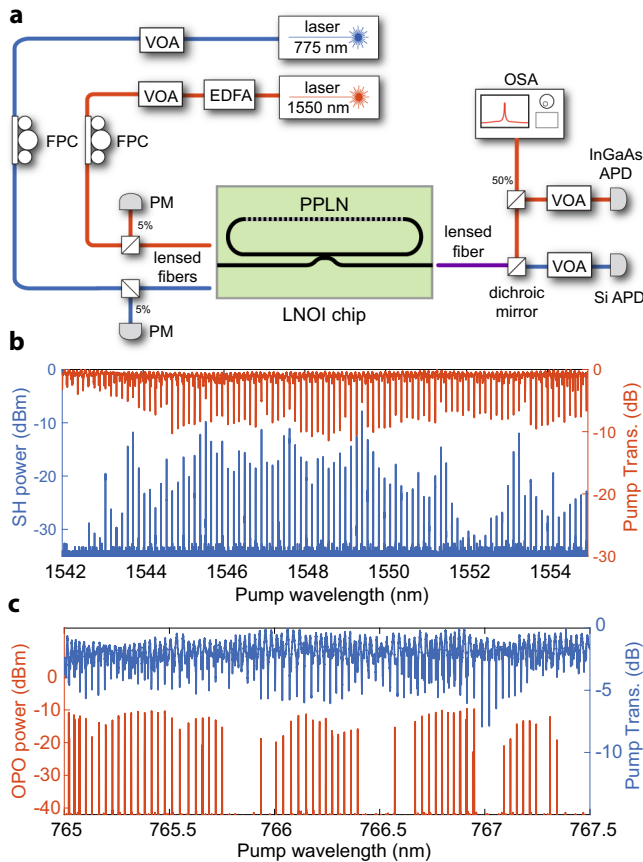 a
VOA
laser
775 nm
VOA
EDFA
laser
1550 nm
OSA
FPC
FPC
InGaAs
APD
PM
5%
50%
VOA
PPLN
lensed
fibers
lensed
fiber
VOA
5%
PM
LNOI chip
dichroic
mirror
Si APD
b
SH power (dBm)
0
-10
-20
-30
0
-10
-20
-30
Pump Trans. (dB)
1542 1544 1546 1548 1550 1552 1554
Pump wavelength (nm)
c
OPO power (dBm)
0
-10
-20
-30
-40
0
-5
-10
Pump Trans. (dB)
765 765.5 766 766.5 767 767.5
Pump wavelength (nm)